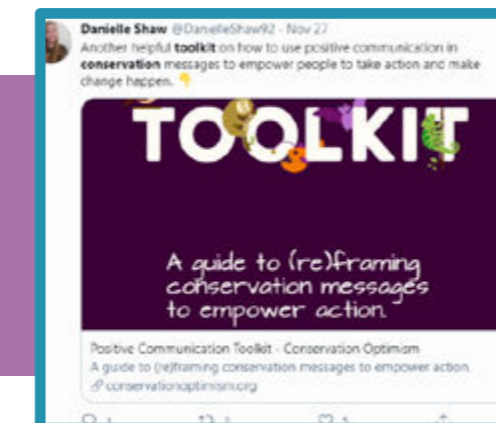 Danielle Shaw @DanielleShaw92 - Nov 27
Another helpful toolkit on how to use positive communication in
conservation messages to empower people to take action and make
change happen. 👇
TOOLKIT
A guide to (re)framing
conservation messages
to empower action.
Positive Communication Toolkit - Conservation Optimism
A guide to (re)framing conservation messages to empower action.
conservationoptimism.org